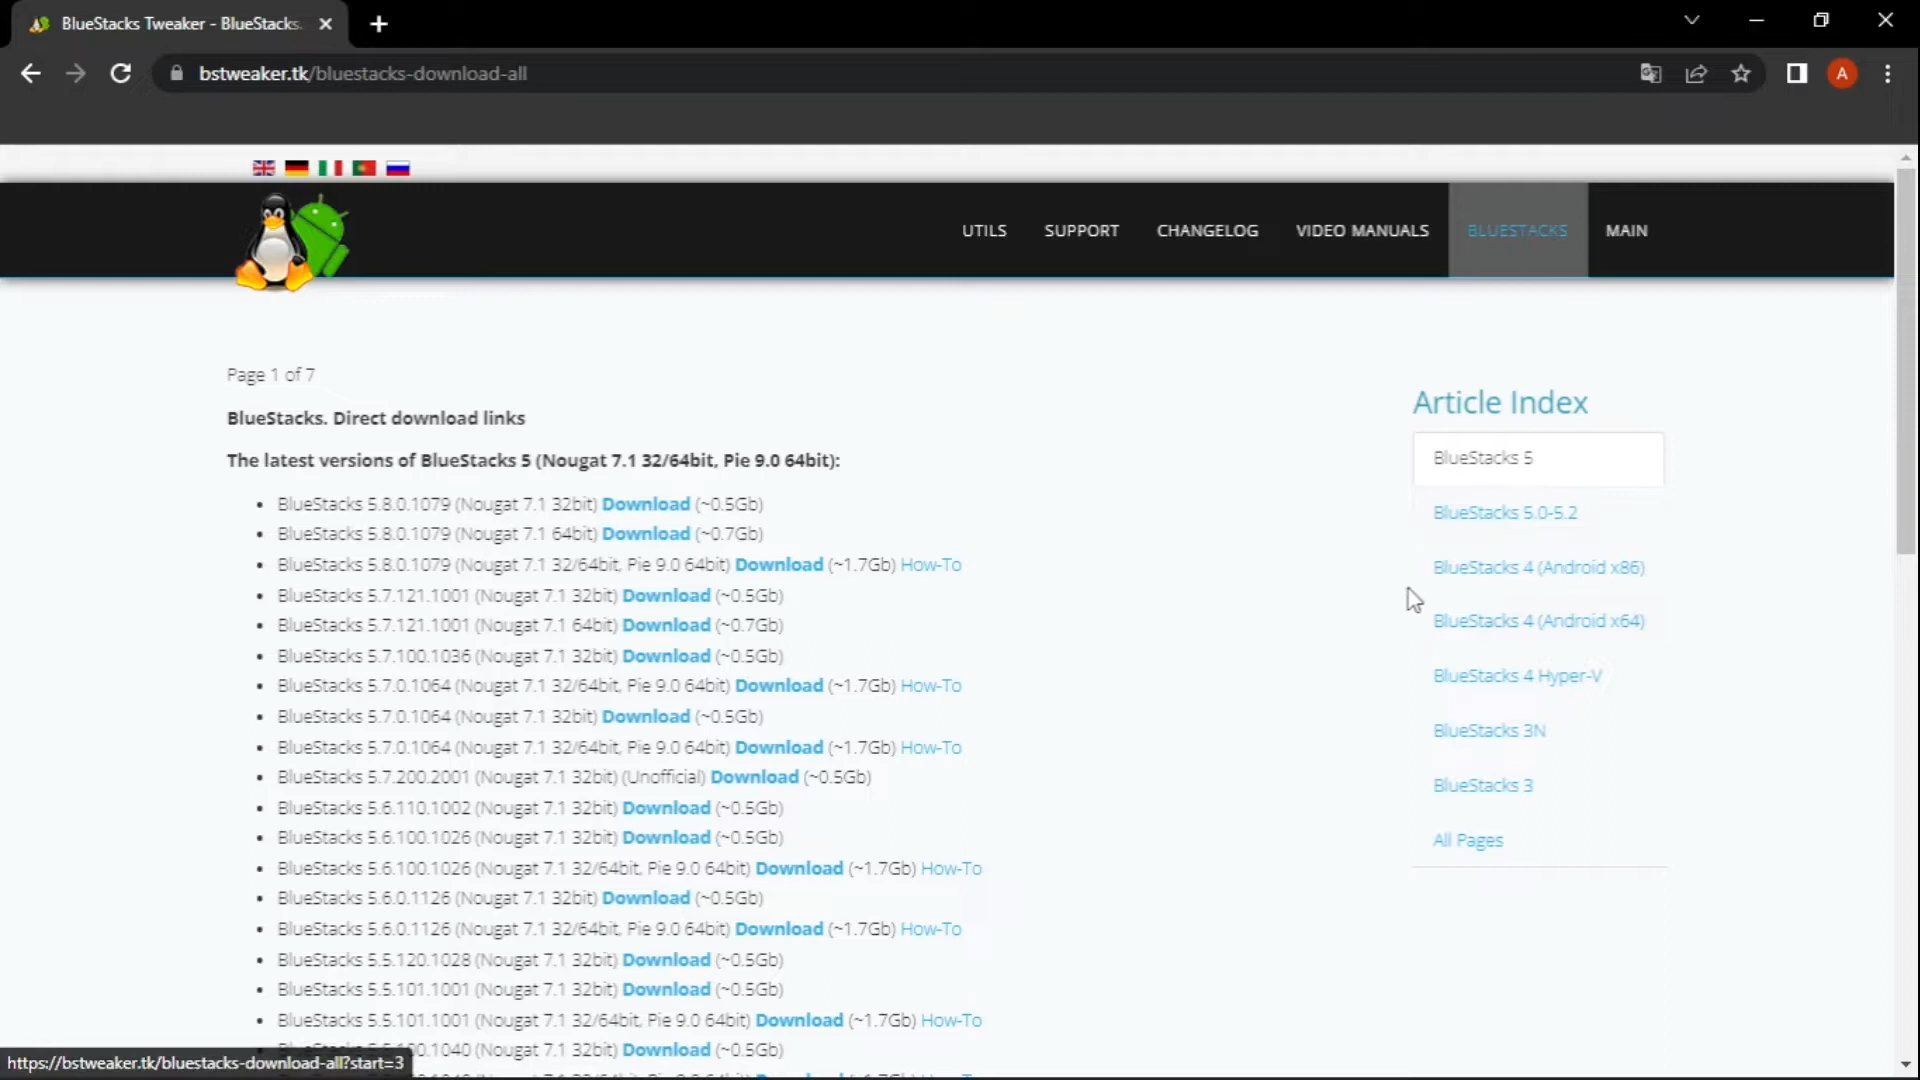 BlueStacks Tweaker - BlueStacks.
bstweaker.tk/bluestacks-download-all
A
UTILS
SUPPORT
CHANGELOG
VIDEO MANUALS
BLUESTACKS
MAIN
Page 1 of 7
BlueStacks. Direct download links
The latest versions of BlueStacks 5 (Nougat 7.1 32/64bit, Pie 9.0 64bit):
• BlueStacks 5.8.0.1079 (Nougat 7.1 32bit) Download (~0.5Gb)
• BlueStacks 5.8.0.1079 (Nougat 7.1 64bit) Download (~0.7Gb)
• BlueStacks 5.8.0.1079 (Nougat 7.1 32/64bit, Pie 9.0 64bit) Download (~1.7Gb) How-To
• BlueStacks 5.7.121.1001 (Nougat 7.1 32bit) Download (~0.5Gb)
• BlueStacks 5.7.121.1001 (Nougat 7.1 64bit) Download (~0.7Gb)
• BlueStacks 5.7.100.1036 (Nougat 7.1 32bit) Download (~0.5Gb)
• BlueStacks 5.7.0.1064 (Nougat 7.1 32/64bit, Pie 9.0 64bit) Download (~1.7Gb) How-To
• BlueStacks 5.7.0.1064 (Nougat 7.1 32bit) Download (~0.5Gb)
• BlueStacks 5.7.0.1064 (Nougat 7.1 32/64bit, Pie 9.0 64bit) Download (~1.7Gb) How-To
• BlueStacks 5.7.200.2001 (Nougat 7.1 32bit) (Unofficial) Download (~0.5Gb)
• BlueStacks 5.6.110.1002 (Nougat 7.1 32bit) Download (~0.5Gb)
• BlueStacks 5.6.100.1026 (Nougat 7.1 32bit) Download (~0.5Gb)
• BlueStacks 5.6.100.1026 (Nougat 7.1 32/64bit, Pie 9.0 64bit) Download (~1.7Gb) How-To
• BlueStacks 5.6.0.1126 (Nougat 7.1 32bit) Download (~0.5Gb)
• BlueStacks 5.6.0.1126 (Nougat 7.1 32/64bit, Pie 9.0 64bit) Download (~1.7Gb) How-To
• BlueStacks 5.5.120.1028 (Nougat 7.1 32bit) Download (~0.5Gb)
• BlueStacks 5.5.101.1001 (Nougat 7.1 32bit) Download (~0.5Gb)
• BlueStacks 5.5.101.1001 (Nougat 7.1 32/64bit, Pie 9.0 64bit) Download (~1.7Gb) How-To
00.1040 (Nougat 7.1 32bit) Download (~0.5Gb)
Article Index
BlueStacks 5
BlueStacks 5.0-5.2
BlueStacks 4 (Android x86)
BlueStacks 4 (Android x64)
BlueStacks 4 Hyper-V
BlueStacks 3N
BlueStacks 3
All Pages
https://bstweaker.tk/bluestacks-download-all?start=3